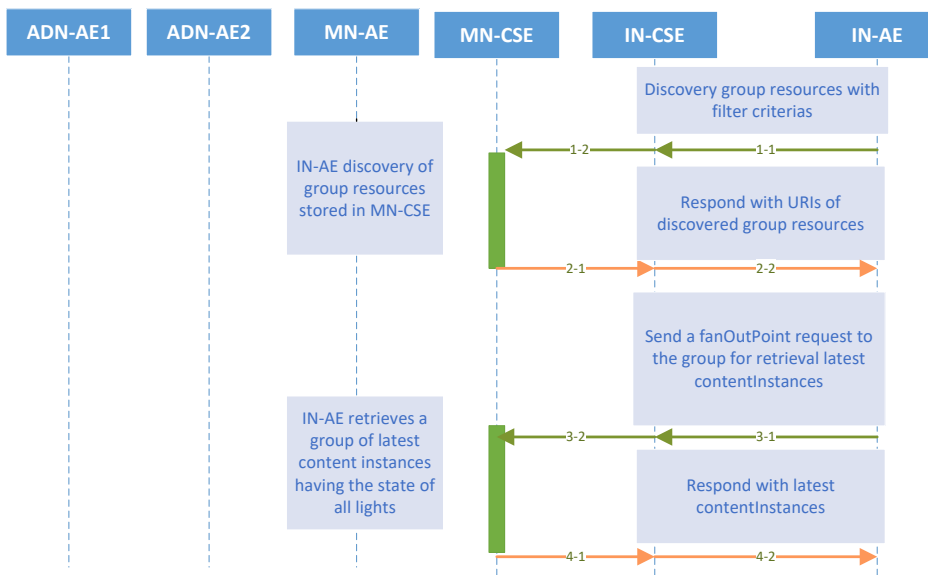 ADN-AE1
ADN-AE2
MN-AE
MN-CSE
IN-CSE
IN-AE
Discovery group resources with
filter criterias
1-2
1-1
IN-AE discovery of
group resources
stored in MN-CSE
Respond with URIs of
discovered group resources
2-1
2-2
Send a fanOutPoint request to
the group for retrieval latest
contentInstances
IN-AE retrieves a
group of latest
content instances
having the state of
all lights
3-2
3-1
Respond with latest
contentInstances
4-1
4-2